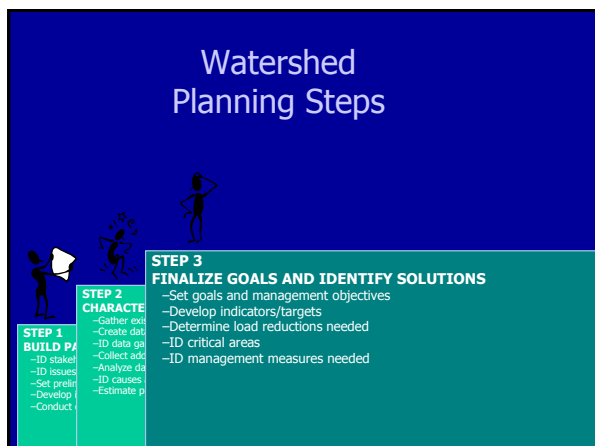 Watershed
Planning Steps
STEP 1
BUILD
–ID
–ID issues
–Set
–Develop
–Conduct
STEP 2
–Gather
–Create
–ID data
–Collect
–Analyze
–ID causes
–Estimate
STEP 3
FINALIZE GOALS AND IDENTIFY SOLUTIONS
–Set goals and management objectives
–Develop indicators/targets
–Determine load reductions needed
–ID critical areas
–ID management measures needed